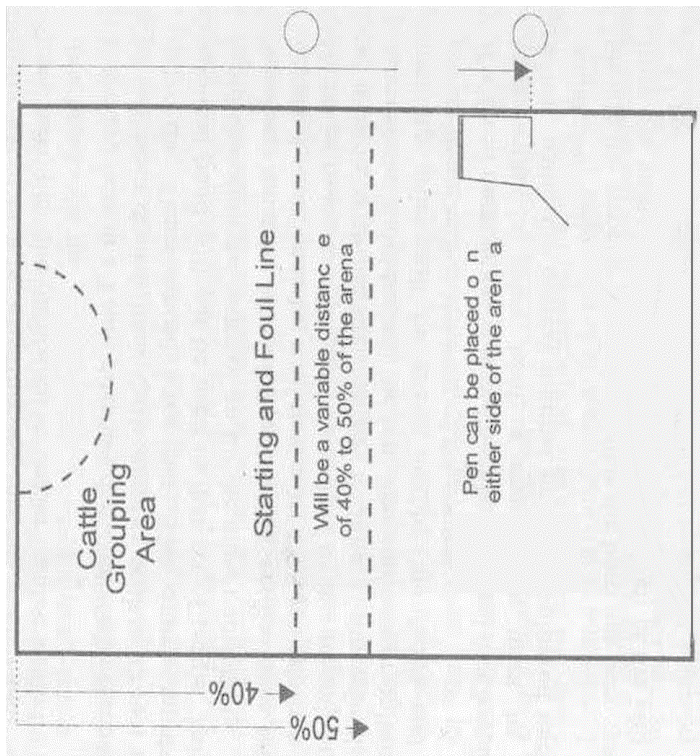 Cattle
Grouping
Area
Starting and Foul Line
Will be a variable distanc e
of 40% to 50% of the arena
Pen can be placed o n
either side of the aren a
40%
50%